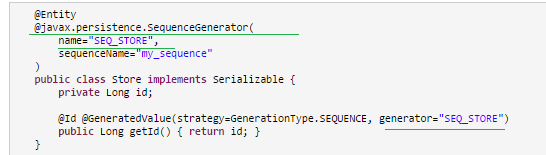 @Entity
@javax.persistence.SequenceGenerator(
    name="SEQ_STORE",
    sequenceName="my_sequence"
)
public class Store implements Serializable {
    private Long id;

    @Id @GeneratedValue(strategy=GenerationType.SEQUENCE, generator="SEQ_STORE")
    public Long getId() { return id; }
}